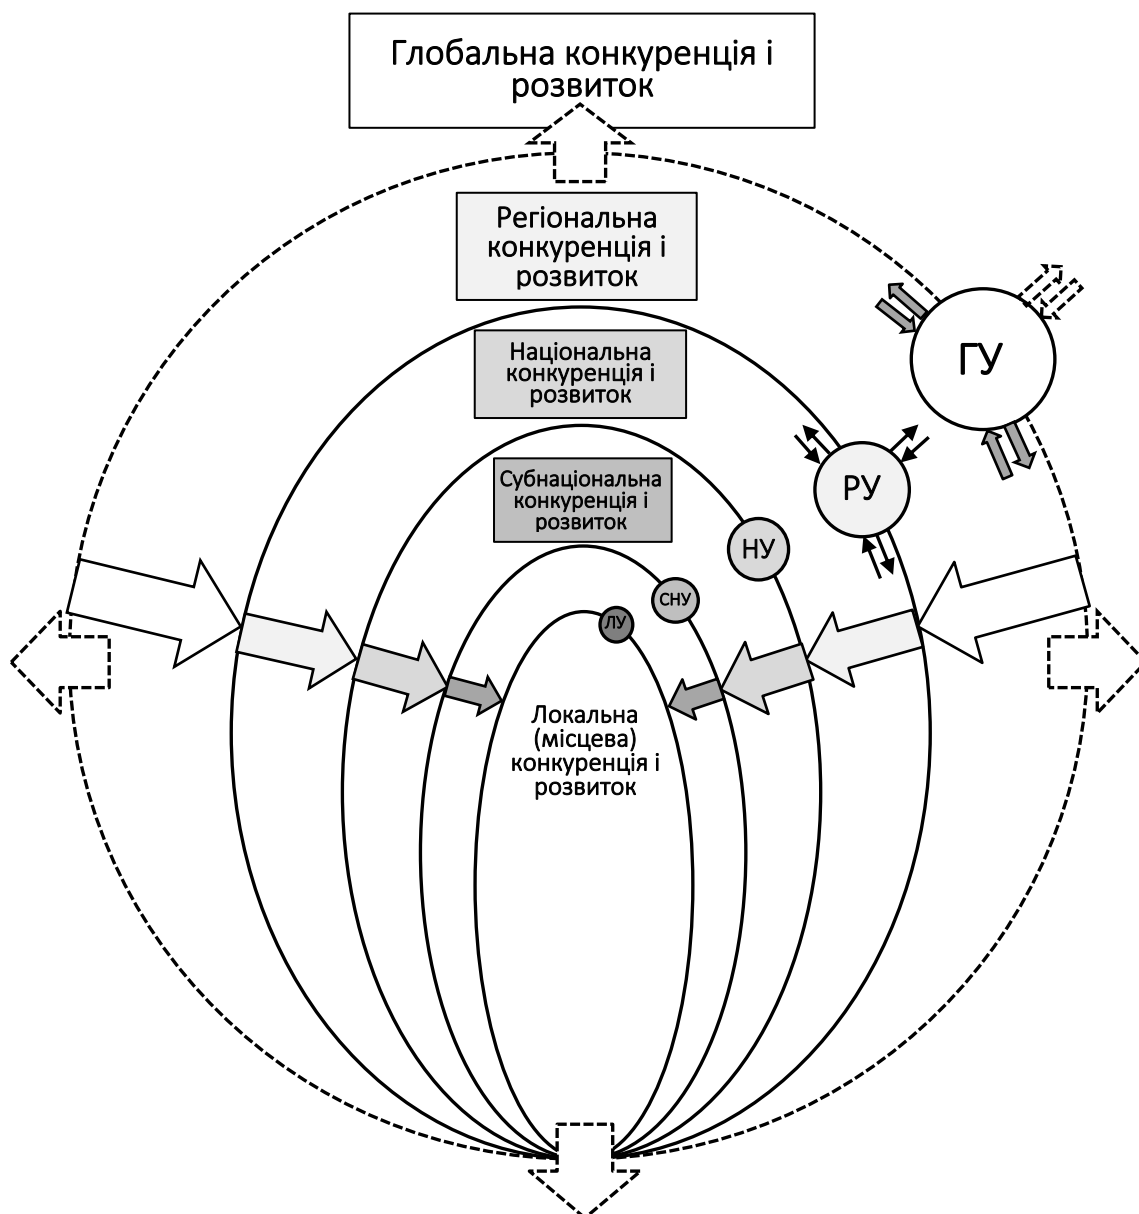 Глобальна конкуренція і
розвиток
Регіональна
конкуренція і
розвиток
Національна
конкуренція і
розвиток
Субнаціональна
конкуренція і
розвиток
ГУ
РУ
НУ
СНУ
ЛУ
Локальна
(місцева)
конкуренція і
розвиток